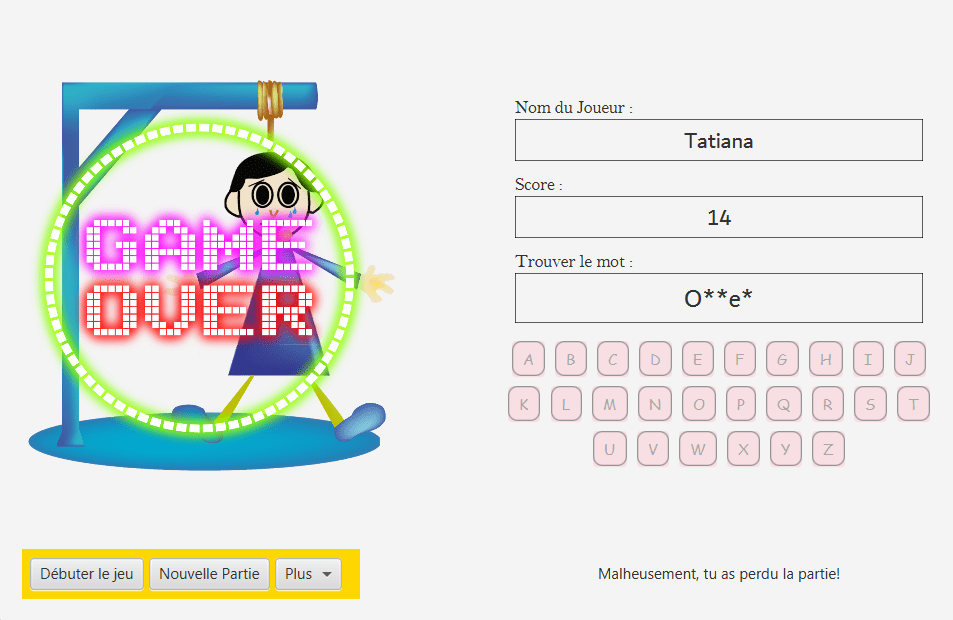 GAME
OVER
Nom du Joueur :
Tatiana
Score :
14
Trouver le mot :
O**e*
A B C D E F G H I J
K L M N O P Q R S T
U V W X Y Z
Débuter le jeu Nouvelle Partie Plus
Malheusement, tu as perdu la partie!